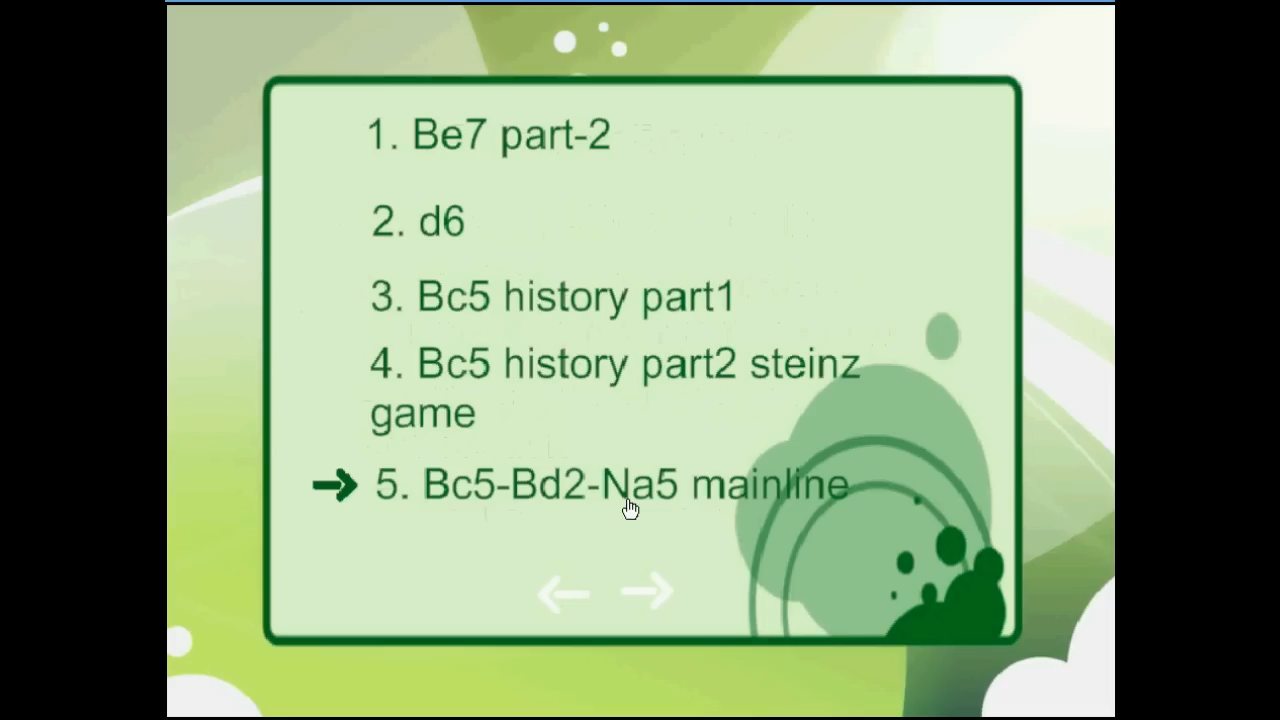 1. Be7 part-2
2. d6
3. Bc5 history part1
4. Bc5 history part2 steinz
game
5. Bc5-Bd2-Na5 mainline